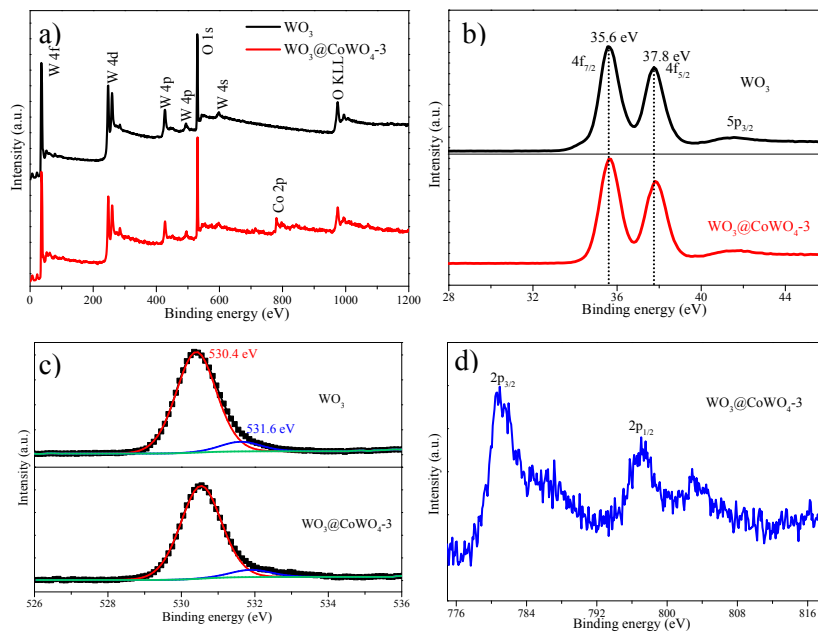 a)
WO₃
WO₃@CoWO₄-3
W 4f
W 4d
W 4p
W 4p
O 1s
W 4s
Co 2p
O KLL
Intensity (a.u.)
0 200 400 600 800 1000 1200
Binding energy (eV)
b)
35.6 eV
37.8 eV
4f₇/₂
4f₅/₂
WO₃
5p₃/₂
WO₃@CoWO₄-3
Intensity (a.u.)
28 32 36 40 44
Binding energy (eV)
c)
530.4 eV
WO₃
531.6 eV
WO₃@CoWO₄-3
Intensity (a.u.)
526 528 530 532 534 536
Binding energy (eV)
d)
2p₃/₂
WO₃@CoWO₄-3
2p₁/₂
Intensity (a.u.)
776 784 792 800 808 816
Binding energy (eV)